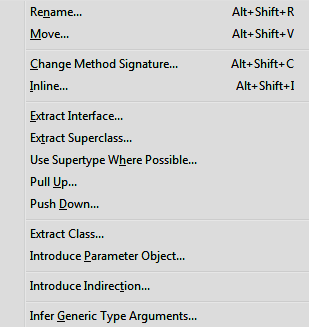 Rename... Alt+Shift+R
Move... Alt+Shift+V
Change Method Signature... Alt+Shift+C
Inline... Alt+Shift+I
Extract Interface...
Extract Superclass...
Use Supertype Where Possible...
Pull Up...
Push Down...
Extract Class...
Introduce Parameter Object...
Introduce Indirection...
Infer Generic Type Arguments...